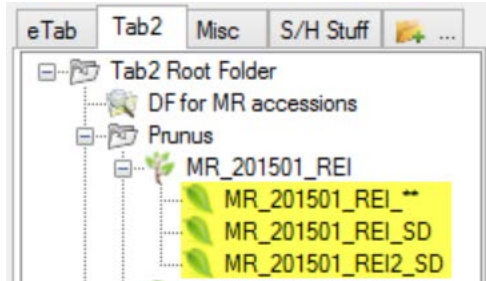 eTab Tab2 Misc S/H Stuff ...
Tab2 Root Folder
DF for MR accessions
Prunus
MR_201501_REI
MR_201501_REI_**
MR_201501_REI_SD
MR_201501_REI2_SD